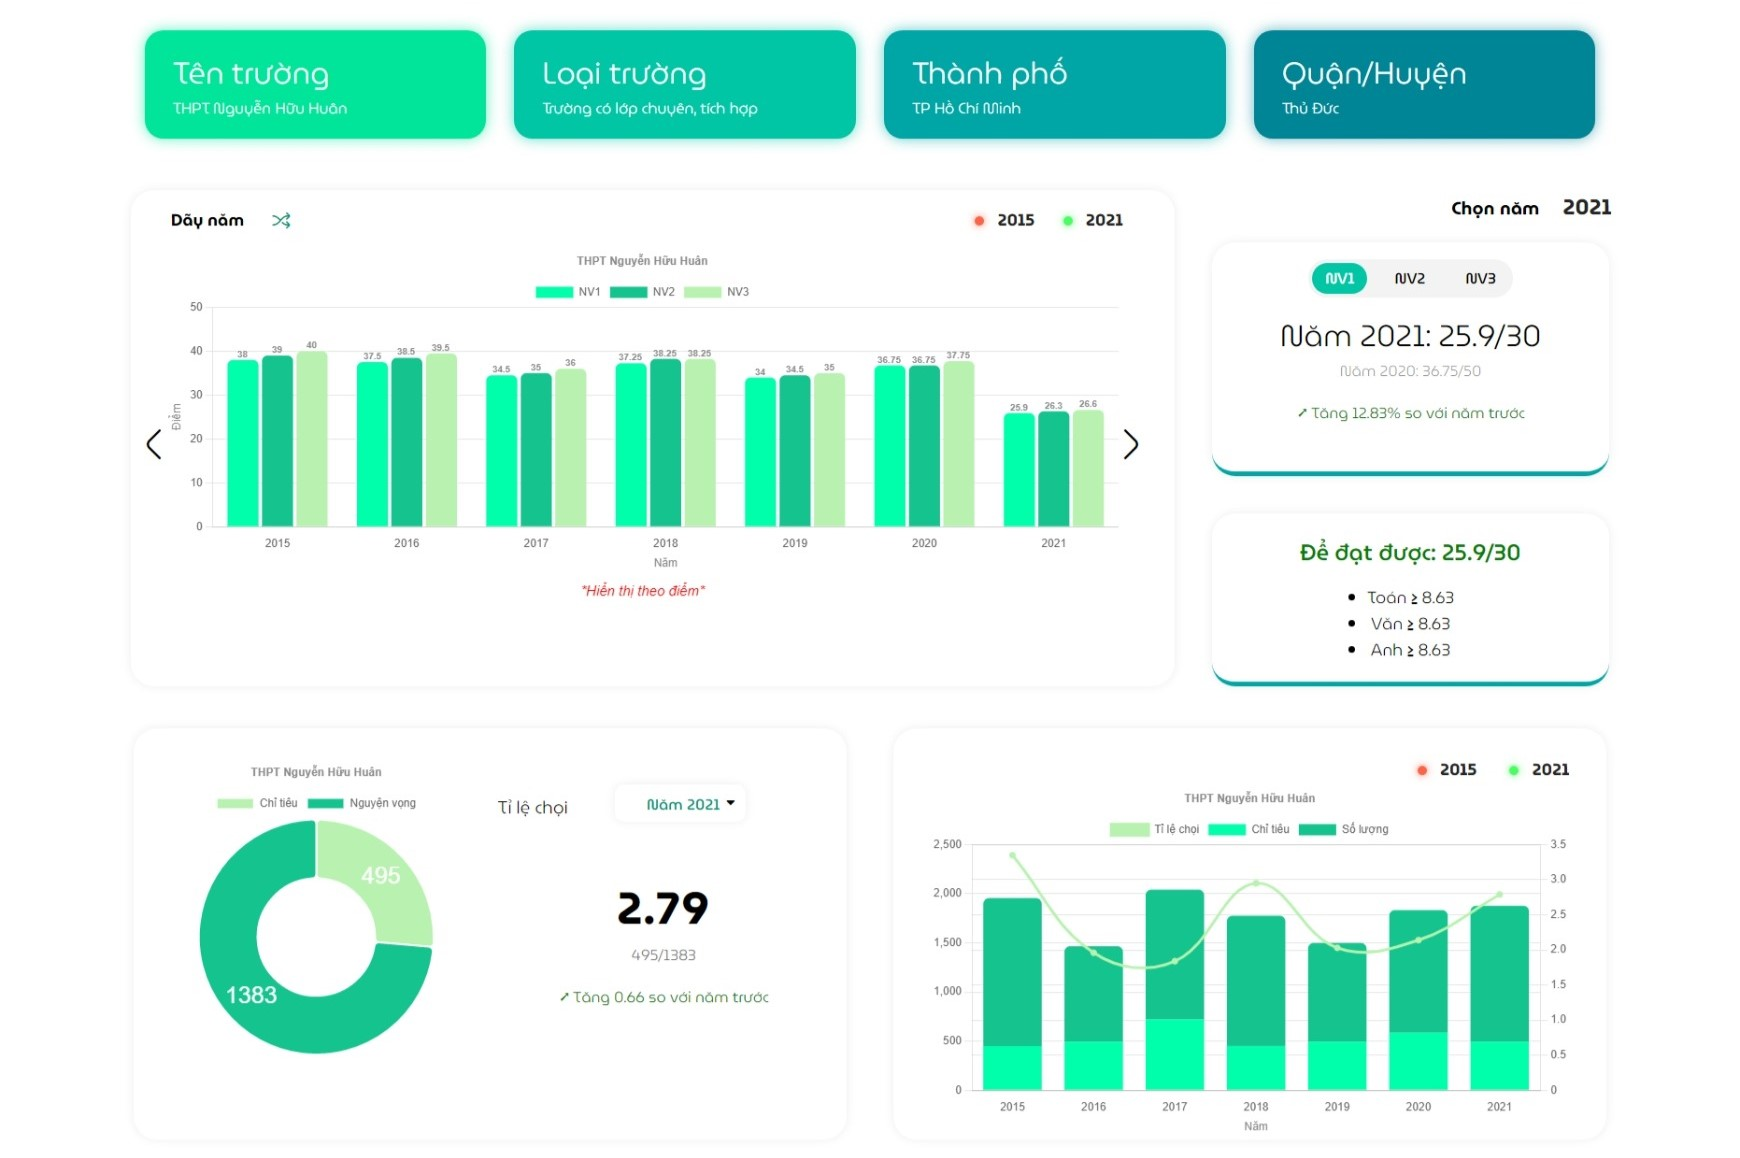 Tên trường
THPT Nguyễn Hữu Huân
Loại trường
Trường có lớp chuyên, tích hợp
Thành phố
TP Hồ Chí Minh
Quận/Huyện
Thủ Đức
Dãy năm
2015 2021
THPT Nguyễn Hữu Huân
NV1 NV2 NV3
50
40
30
20
10
0
Điểm
38 39 40
37.5 38.5 39.5
34.5 35 36
37.25 38.25 38.25
34 34.5 35
36.75 36.75 37.75
25.9 26.3 26.6
2015 2016 2017 2018 2019 2020 2021
Năm
*Hiển thị theo điểm*
Chọn năm 2021
NV1 NV2 NV3
Năm 2021: 25.9/30
Năm 2020: 36.75/50
Tăng 12.83% so với năm trước
Để đạt được: 25.9/30
Toán ≥ 8.63
Văn ≥ 8.63
Anh ≥ 8.63
THPT Nguyễn Hữu Huân
Chỉ tiêu Nguyện vọng
495
1383
Tỉ lệ chọi
Năm 2021
2.79
495/1383
Tăng 0.66 so với năm trước
2015 2021
THPT Nguyễn Hữu Huân
Tỉ lệ chọi Chỉ tiêu Số lượng
2,500
2,000
1,500
1,000
500
0
3.5
3.0
2.5
2.0
1.5
1.0
0.5
0
2015 2016 2017 2018 2019 2020 2021
Năm